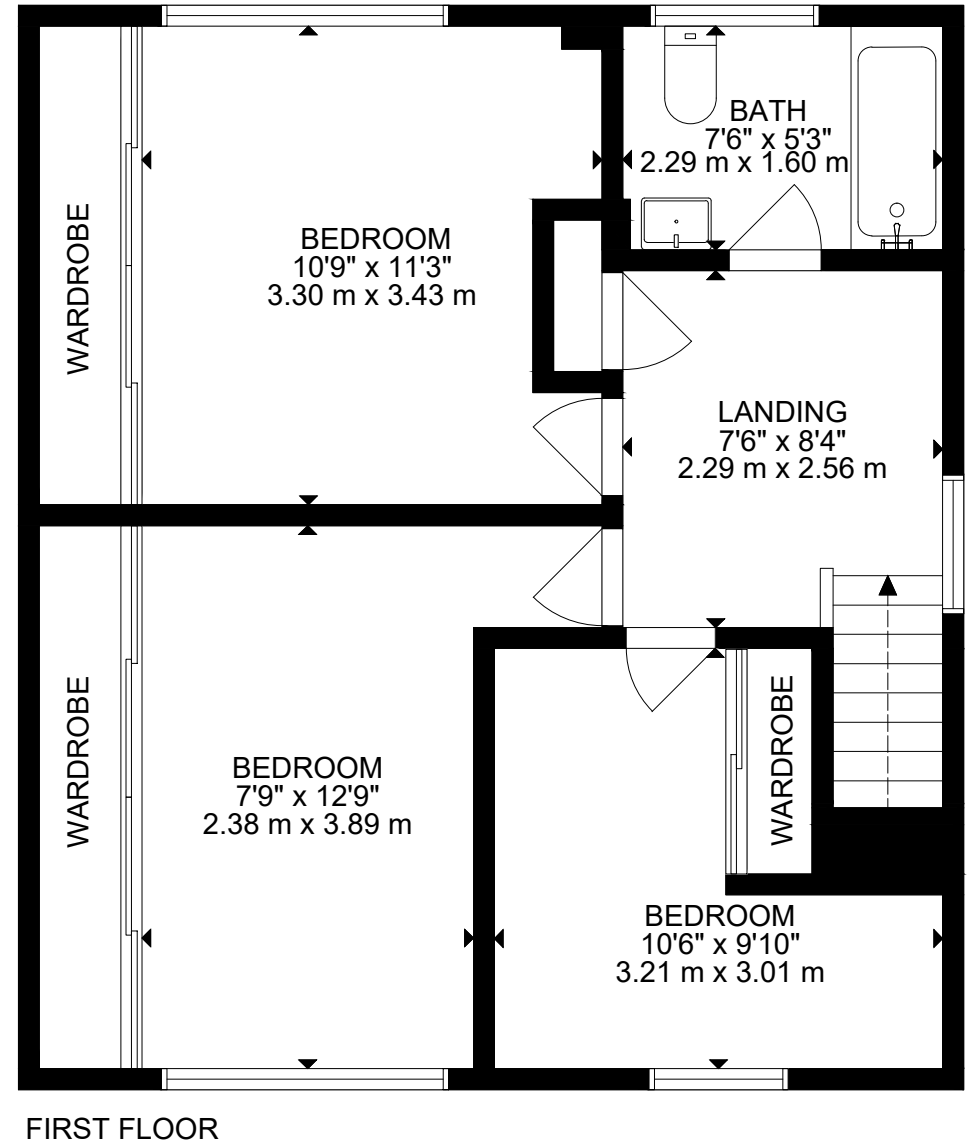 BATH
7'6" x 5'3"
2.29 m x 1.60 m
WARDROBE
BEDROOM
10'9" x 11'3"
3.30 m x 3.43 m
LANDING
7'6" x 8'4"
2.29 m x 2.56 m
WARDROBE
BEDROOM
7'9" x 12'9"
2.38 m x 3.89 m
WARDROBE
BEDROOM
10'6" x 9'10"
3.21 m x 3.01 m
FIRST FLOOR